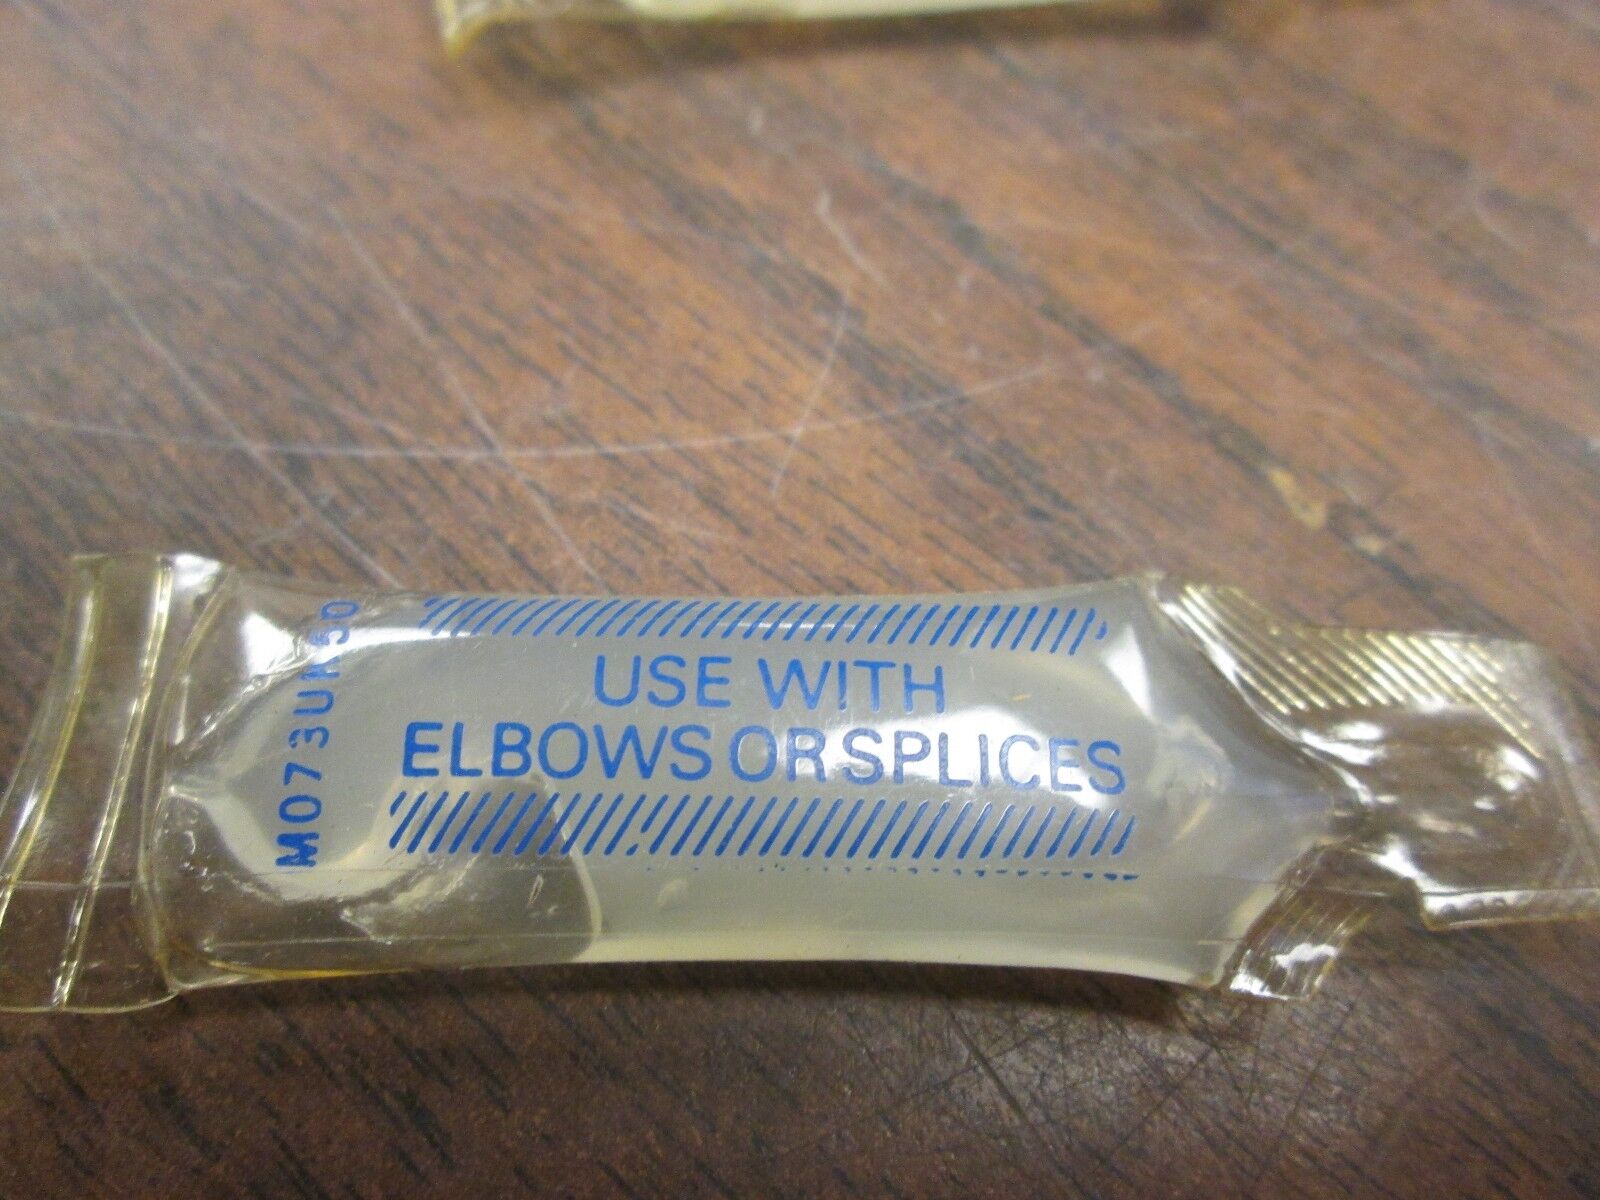 USE WITH
ELBOWS OR SPLICES